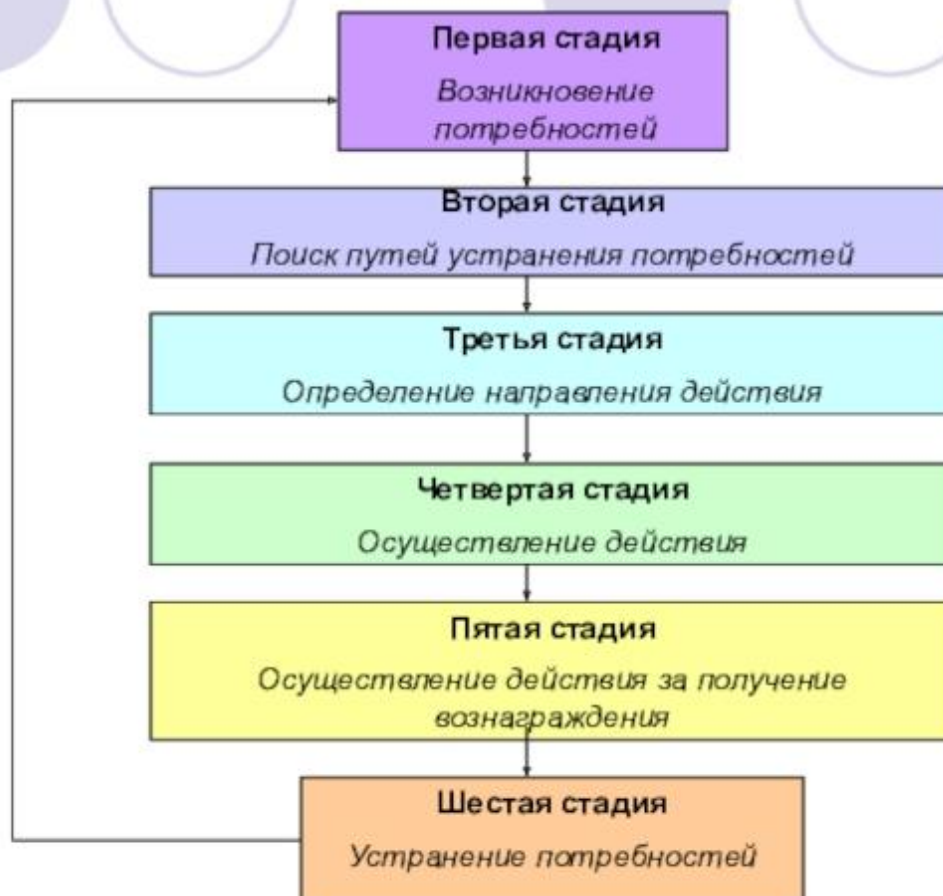 Первая стадия
Возникновение
потребностей
Вторая стадия
Поиск путей устранения потребностей
Третья стадия
Определение направления действия
Четвертая стадия
Осуществление действия
Пятая стадия
Осуществление действия за получение
вознаграждения
Шестая стадия
Устранение потребностей